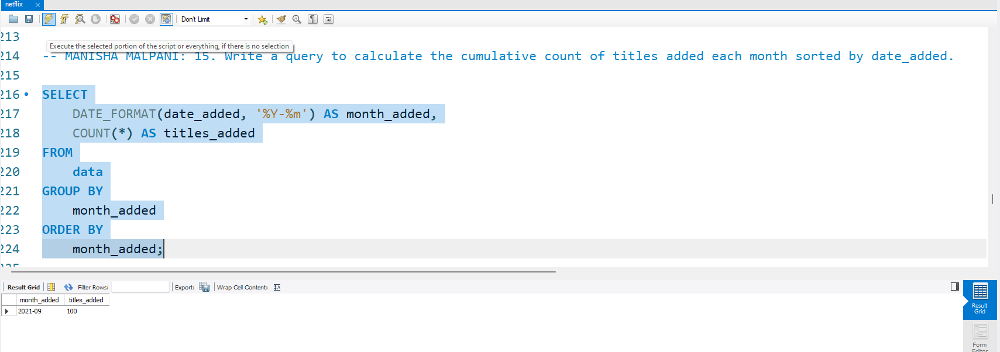 netflix
Don't Limit
213
Execute the selected portion of the script or everything, if there is no selection
214 -- MANISHA MALPANI: 15. Write a query to calculate the cumulative count of titles added each month sorted by date_added.
215
216 SELECT
217 DATE_FORMAT(date_added, '%Y-%m') AS month_added,
218 COUNT(*) AS titles_added
219 FROM
220 data
221 GROUP BY
222 month_added
223 ORDER BY
224 month_added;
Result Grid Filter Rows: Export: Wrap Cell Content: IA
month_added titles_added
2021-09 100
Result
Grid
Form
Editor